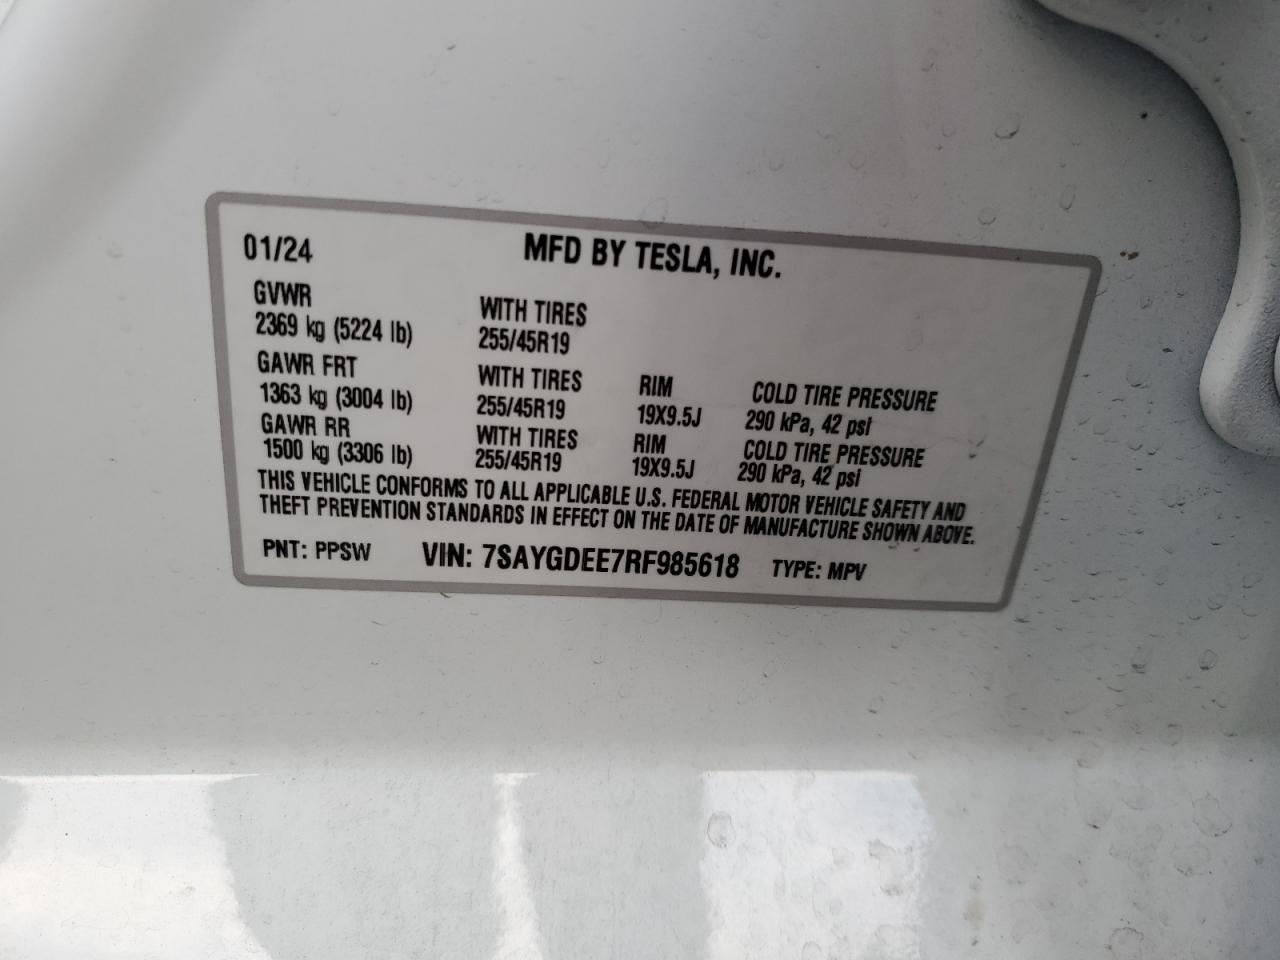 01/24 MFD BY TESLA, INC.
GVWR WITH TIRES
2369 kg (5224 lb) 255/45R19
GAWR FRT WITH TIRES RIM COLD TIRE PRESSURE
1363 kg (3004 lb) 255/45R19 19X9.5J 290 kPa, 42 psi
GAWR RR WITH TIRES RIM COLD TIRE PRESSURE
1500 kg (3306 lb) 255/45R19 19X9.5J 290 kPa, 42 psi
THIS VEHICLE CONFORMS TO ALL APPLICABLE U.S. FEDERAL MOTOR VEHICLE SAFETY AND
THEFT PREVENTION STANDARDS IN EFFECT ON THE DATE OF MANUFACTURE SHOWN ABOVE.
PNT: PPSW VIN: 7SAYGDEE7RF985618 TYPE: MPV